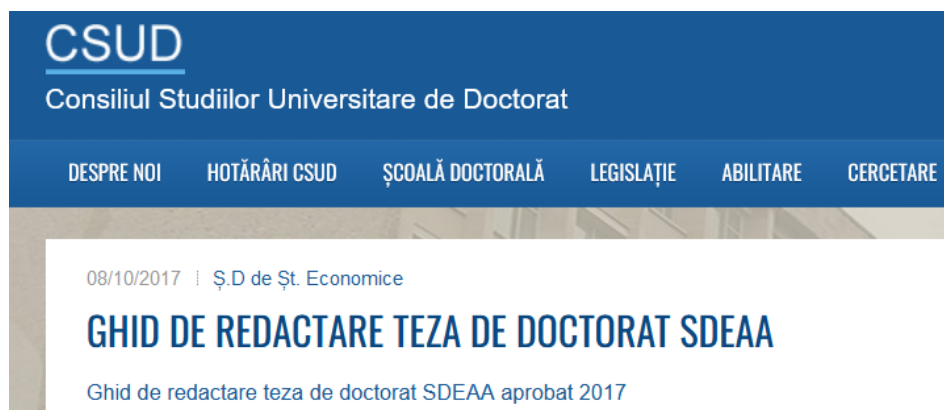 CSUD
Consiliul Studiilor Universitare de Doctorat
DESPRE NOI HOTĂRÂRI CSUD ȘCOALĂ DOCTORALĂ LEGISLAȚIE ABILITARE CERCETARE
08/10/2017 Ș.D de Șt. Economice
GHID DE REDACTARE TEZA DE DOCTORAT SDEAA
Ghid de redactare teza de doctorat SDEAA aprobat 2017